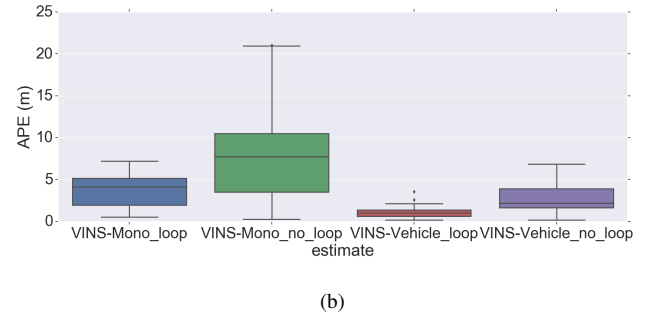 25
20
15
10
5
0
APE (m)
VINS-Mono_loop VINS-Mono_no_loop VINS-Vehicle_loop VINS-Vehicle_no_loop
estimate
(b)